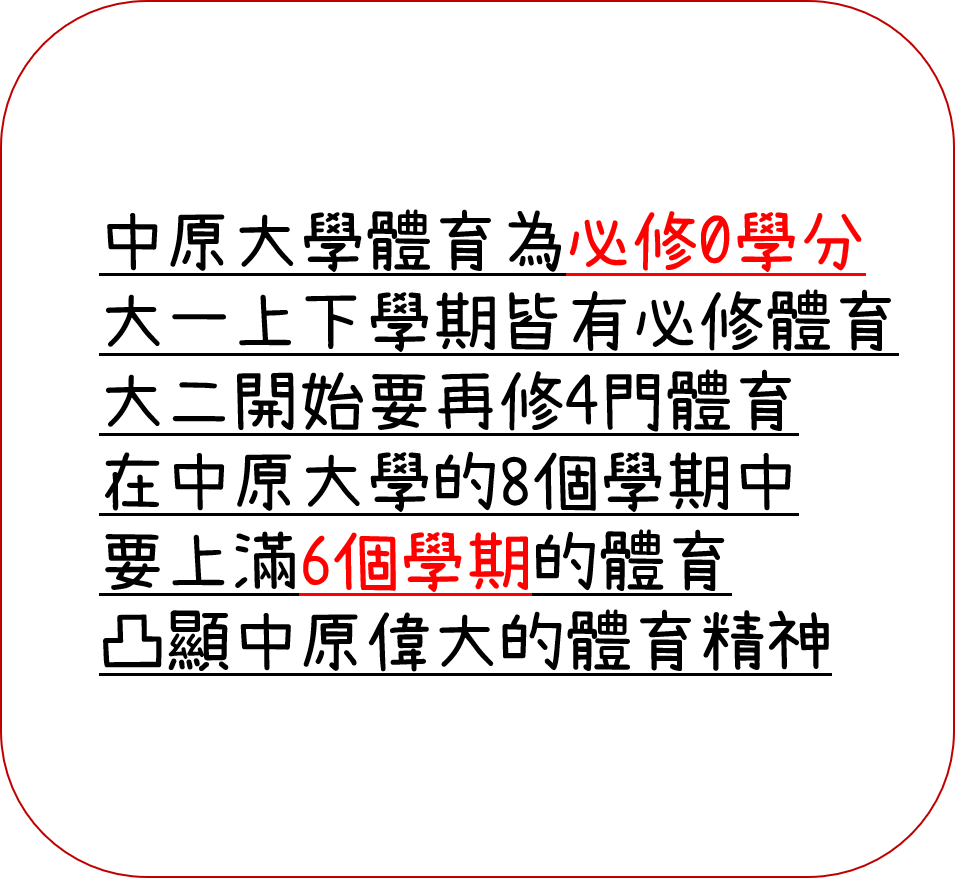 中原大學體育為必修0學分
大一上下學期皆有必修體育
大二開始要再修4門體育
在中原大學的8個學期中
要上滿6個學期的體育
凸顯中原偉大的體育精神